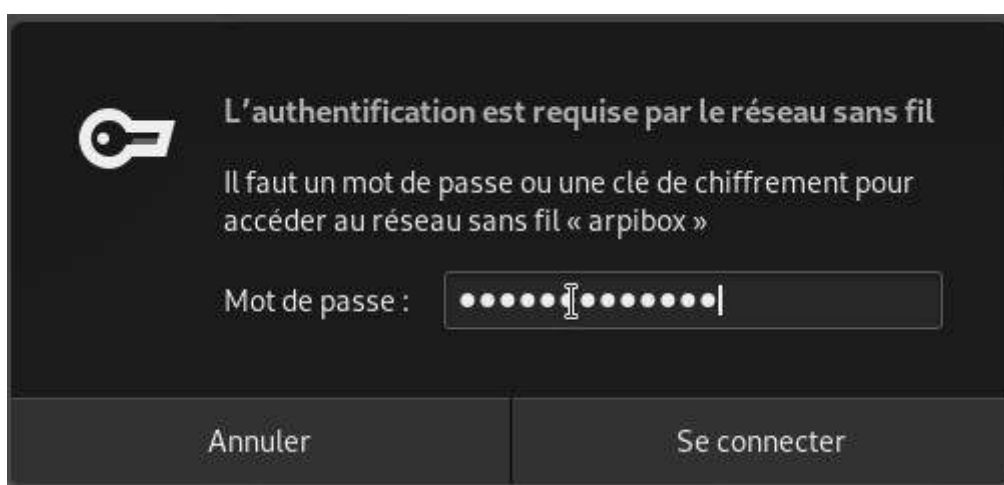 L’authentification est requise par le réseau sans fil
Il faut un mot de passe ou une clé de chiffrement pour
accéder au réseau sans fil « arpibox »
Mot de passe : ●●●●●●●●●●●●●
Annuler
Se connecter